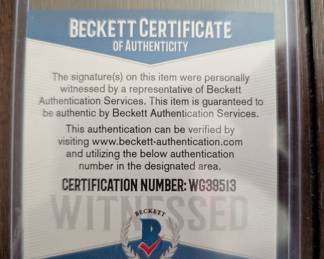 BECKETT CERTIFICATE
OF AUTHENTICITY
The signature(s) on this item were personally
witnessed by a representative of Beckett
Authentication Services. This item is guaranteed to
be authentic by Beckett Authentication Services.
This authentication can be verified by
visiting www.beckett-authentication.com
and utilizing the below authentication
number in the designated area.
CERTIFICATION NUMBER: WG39513
WITNESSED
BECKETT
B